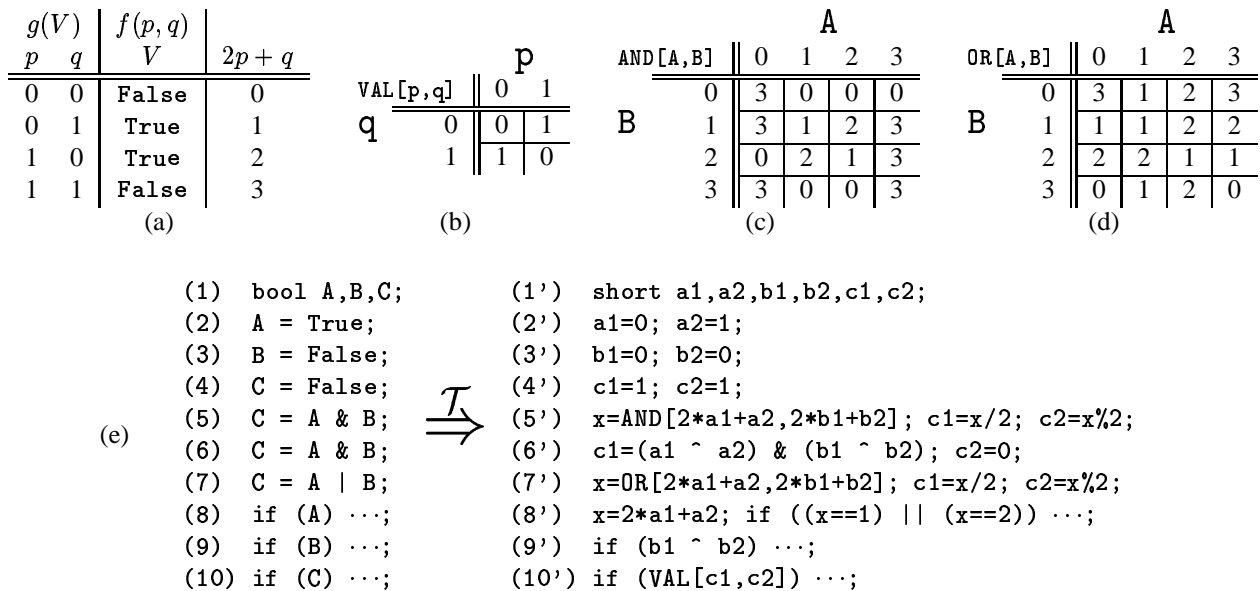 g(V) f(p, q)
p q V 2p + q
0 0 False 0
0 1 True 1
1 0 True 2
1 1 False 3
(a)
p
VAL[p,q] 0 1
q 0 0 1
1 1 0
(b)
A
AND[A,B] 0 1 2 3
0 3 0 0 0
B 1 3 1 2 3
2 0 2 1 3
3 3 0 0 3
(c)
A
OR[A,B] 0 1 2 3
0 3 1 2 3
B 1 1 1 2 2
2 2 2 1 1
3 0 1 2 0
(d)
(e)
(1) bool A,B,C;
(2) A = True;
(3) B = False;
(4) C = False;
(5) C = A & B;
(6) C = A & B;
(7) C = A | B;
(8) if (A) ···;
(9) if (B) ···;
(10) if (C) ···;
T
⟹
(1') short a1,a2,b1,b2,c1,c2;
(2') a1=0; a2=1;
(3') b1=0; b2=0;
(4') c1=1; c2=1;
(5') x=AND[2*a1+a2,2*b1+b2]; c1=x/2; c2=x%2;
(6') c1=(a1 ^ a2) & (b1 ^ b2); c2=0;
(7') x=OR[2*a1+a2,2*b1+b2]; c1=x/2; c2=x%2;
(8') x=2*a1+a2; if ((x==1) || (x==2)) ···;
(9') if (b1 ^ b2) ···;
(10') if (VAL[c1,c2]) ···;